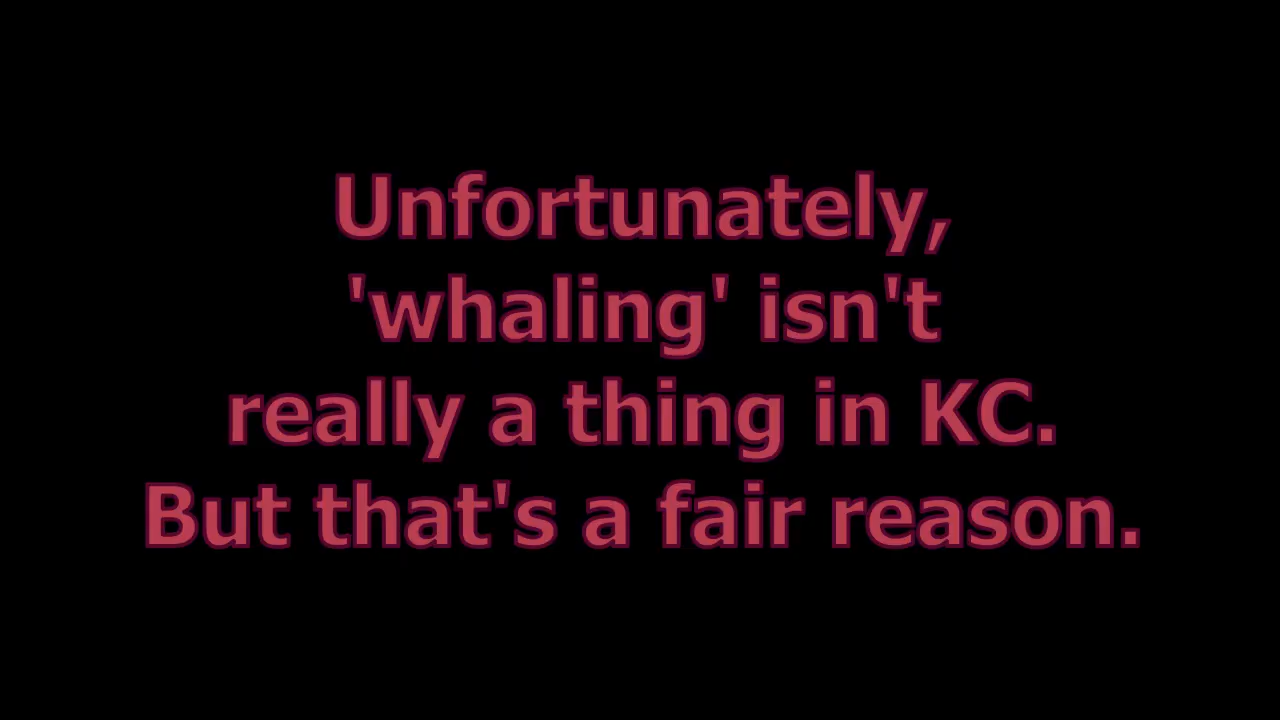 Unfortunately,
'whaling' isn't
really a thing in KC.
But that's a fair reason.